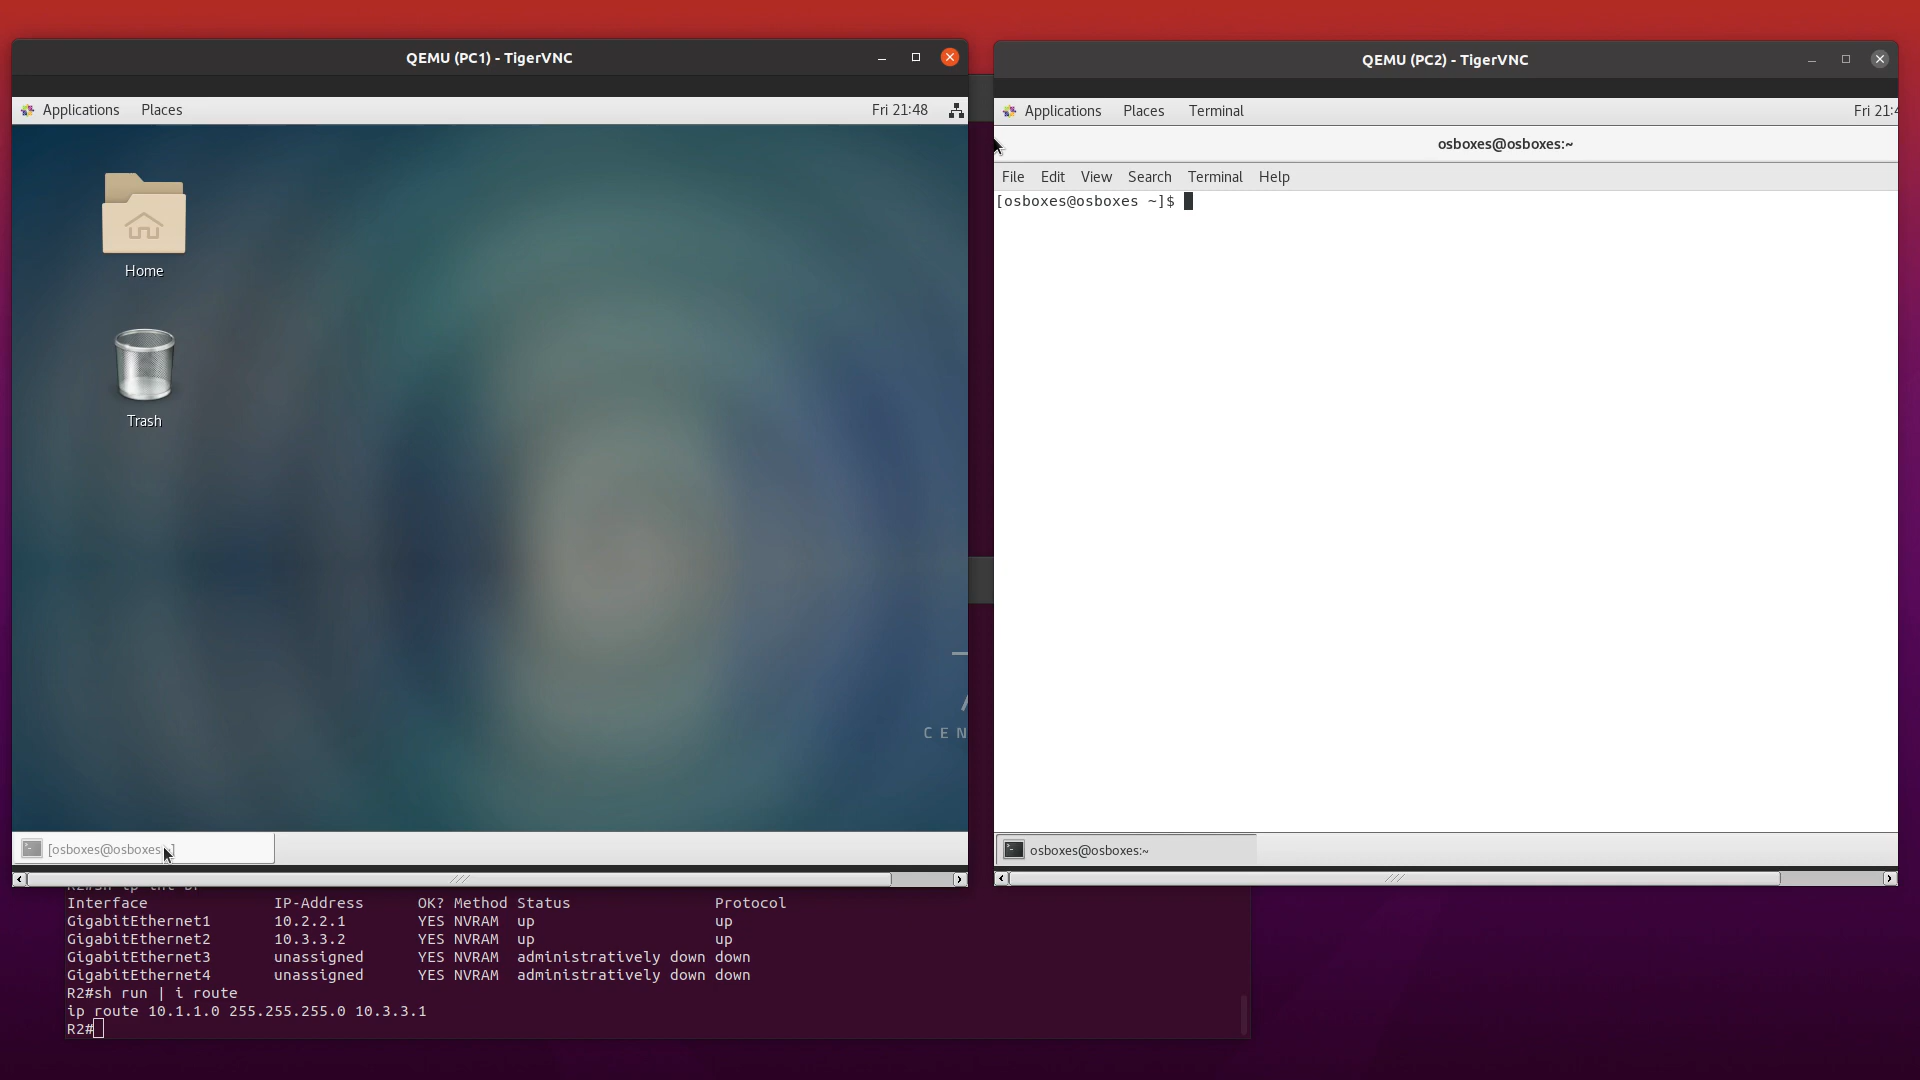 QEMU (PC1) - TigerVNC
Applications Places Fri 21:48
Home
Trash
CEN
[osboxes@osboxes
QEMU (PC2) - TigerVNC
Applications Places Terminal Fri 21:4
osboxes@osboxes:~
File Edit View Search Terminal Help
[osboxes@osboxes ~]$
osboxes@osboxes:~
Interface IP-Address OK? Method Status Protocol
GigabitEthernet1 10.2.2.1 YES NVRAM up up
GigabitEthernet2 10.3.3.2 YES NVRAM up up
GigabitEthernet3 unassigned YES NVRAM administratively down down
GigabitEthernet4 unassigned YES NVRAM administratively down down
R2#sh run | i route
ip route 10.1.1.0 255.255.255.0 10.3.3.1
R2#